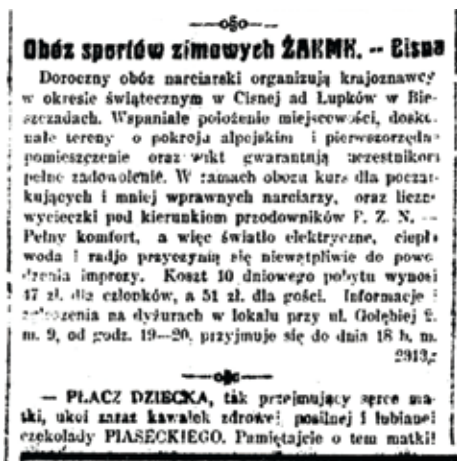 Obóz sportów zimowych ŻAKMK. -- Cisna
Doroczny obóz narciarski organizują krajoznawcy
w okresie świątecznym w Cisnej ad Łupków w Bie-
szczadach. Wspaniałe położenie miejscowości, dosko-
nałe tereny o pokroju alpejskim i pierwszorzędne
pomieszczenie oraz wikt gwarantują uczestnikom
pełne zadowolenie. W ramach obozu kurs dla począt-
kujących i mniej wprawnych narciarzy, oraz liczne
wycieczki pod kierunkiem przodowników P. Z. N. --
Pełny komfort, a więc światło elektryczne, ciepła
woda i radjo przyczynią się niewątpliwie do powo-
dzenia imprezy. Koszt 10 dniowego pobytu wynosi
47 zł. dla członków, a 51 zł. dla gości. Informacje i
zgłoszenia na dyżurach w lokalu przy ul. Gołębiej
m. 9, od godz. 19—20, przyjmuje się do dnia 18 b. m.
2913
— PŁACZ DZIECKA, tak przejmujący serce ma-
tki, ukoi zaraz kawałek zdrowej, posilnej i lubianej
czekolady PIASECKIEGO. Pamiętajcie o tem matki!